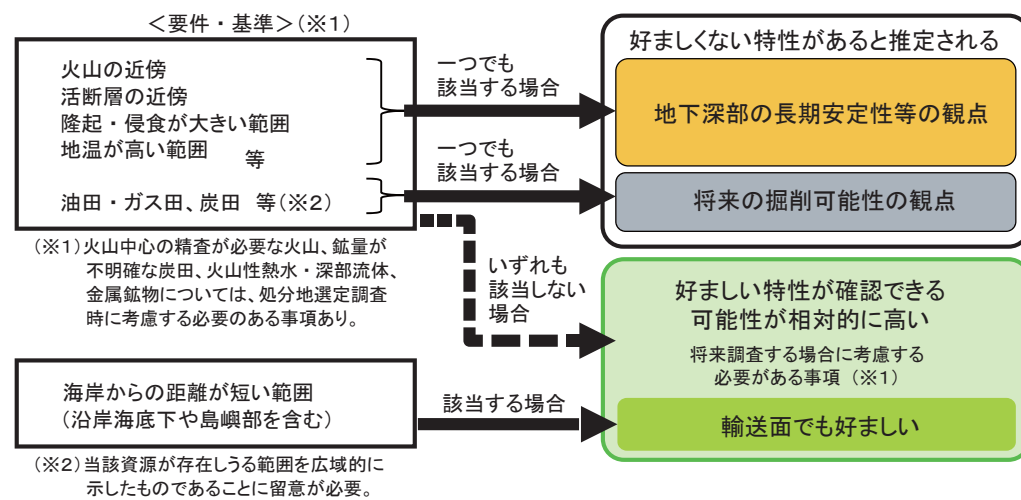 ＜要件・基準＞（※1）
火山の近傍
活断層の近傍
隆起・侵食が大きい範囲
地温が高い範囲 等
油田・ガス田、炭田 等（※2）
（※1）火山中心の精査が必要な火山、鉱量が
不明確な炭田、火山性熱水・深部流体、
金属鉱物については、処分地選定調査
時に考慮する必要のある事項あり。
一つでも
該当する場合
一つでも
該当する場合
いずれも
該当しない
場合
好ましくない特性があると推定される
地下深部の長期安定性等の観点
将来の掘削可能性の観点
好ましい特性が確認できる
可能性が相対的に高い
将来調査する場合に考慮する
必要がある事項（※1）
海岸からの距離が短い範囲
（沿岸海底下や島嶼部を含む）
該当する場合
輸送面でも好ましい
（※2）当該資源が存在しうる範囲を広域的に
示したものであることに留意が必要。